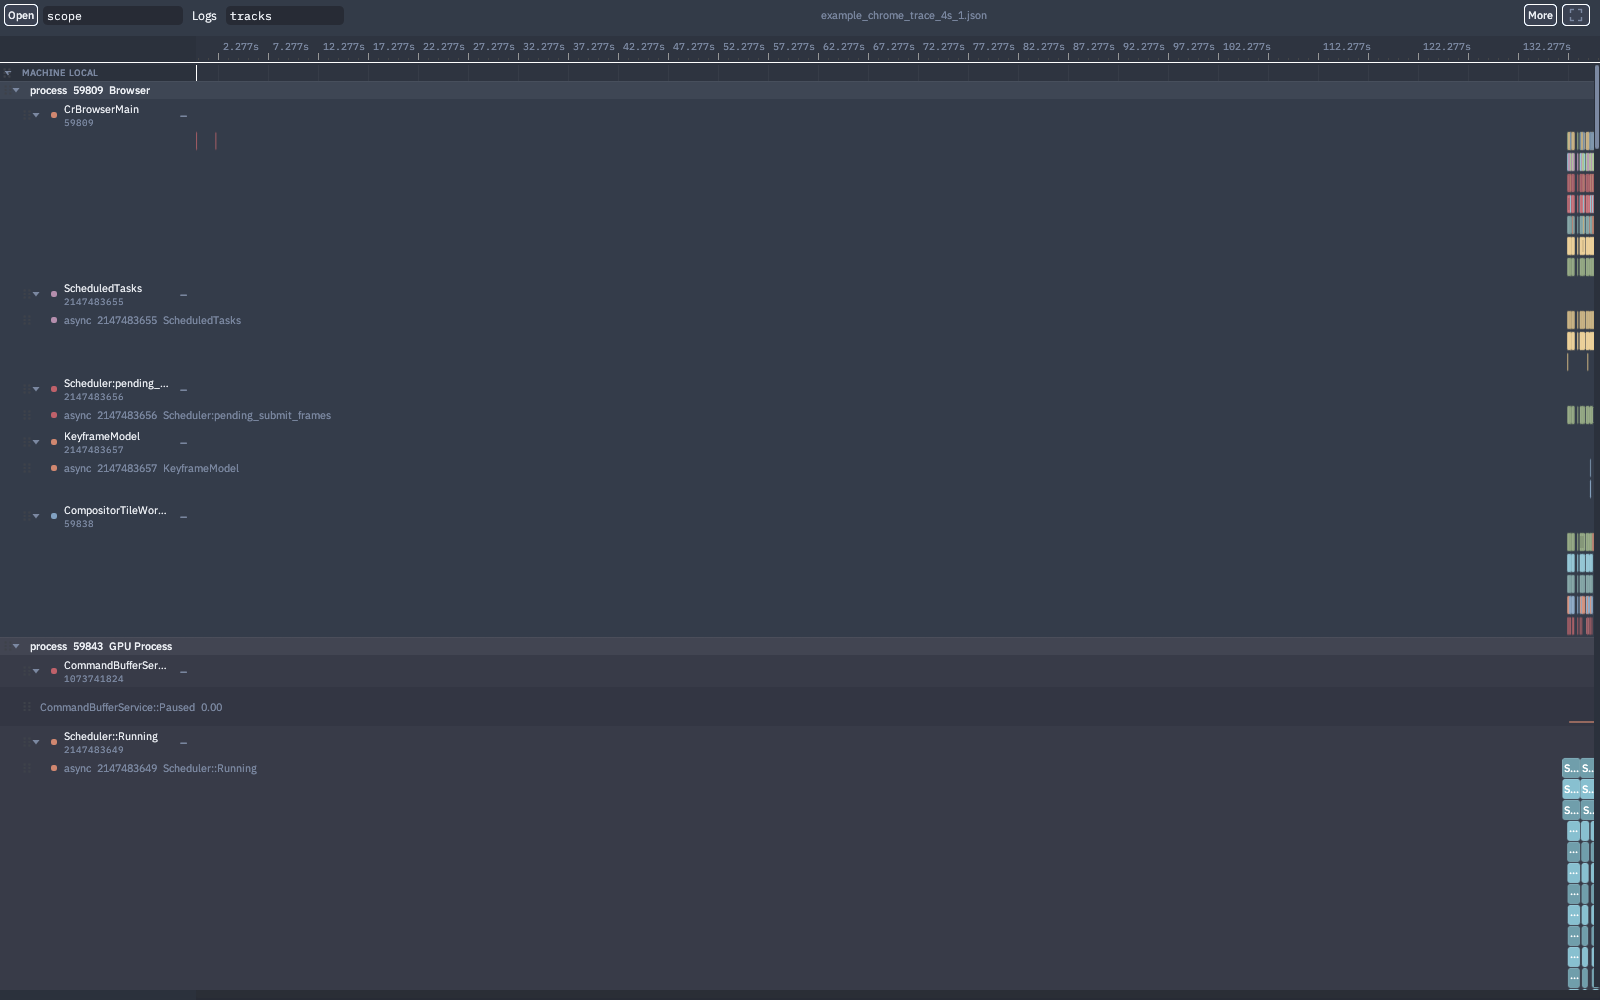 Open scope Logs tracks example_chrome_trace_4s_1.json More
2.277s 7.277s 12.277s 17.277s 22.277s 27.277s 32.277s 37.277s 42.277s 47.277s 52.277s 57.277s 62.277s 67.277s 72.277s 77.277s 82.277s 87.277s 92.277s 97.277s 102.277s 112.277s 122.277s 132.277s
MACHINE LOCAL
process 59809 Browser
CrBrowserMain
59809
ScheduledTasks
2147483655
async 2147483655 ScheduledTasks
Scheduler:pending_...
2147483656
async 2147483656 Scheduler:pending_submit_frames
KeyframeModel
2147483657
async 2147483657 KeyframeModel
CompositorTileWor...
59838
process 59843 GPU Process
CommandBufferSer...
1073741824
CommandBufferService::Paused 0.00
Scheduler::Running
2147483649
async 2147483649 Scheduler::Running
S... S...
S... S...
S... S...
...
...
...
...
...
...
...
...